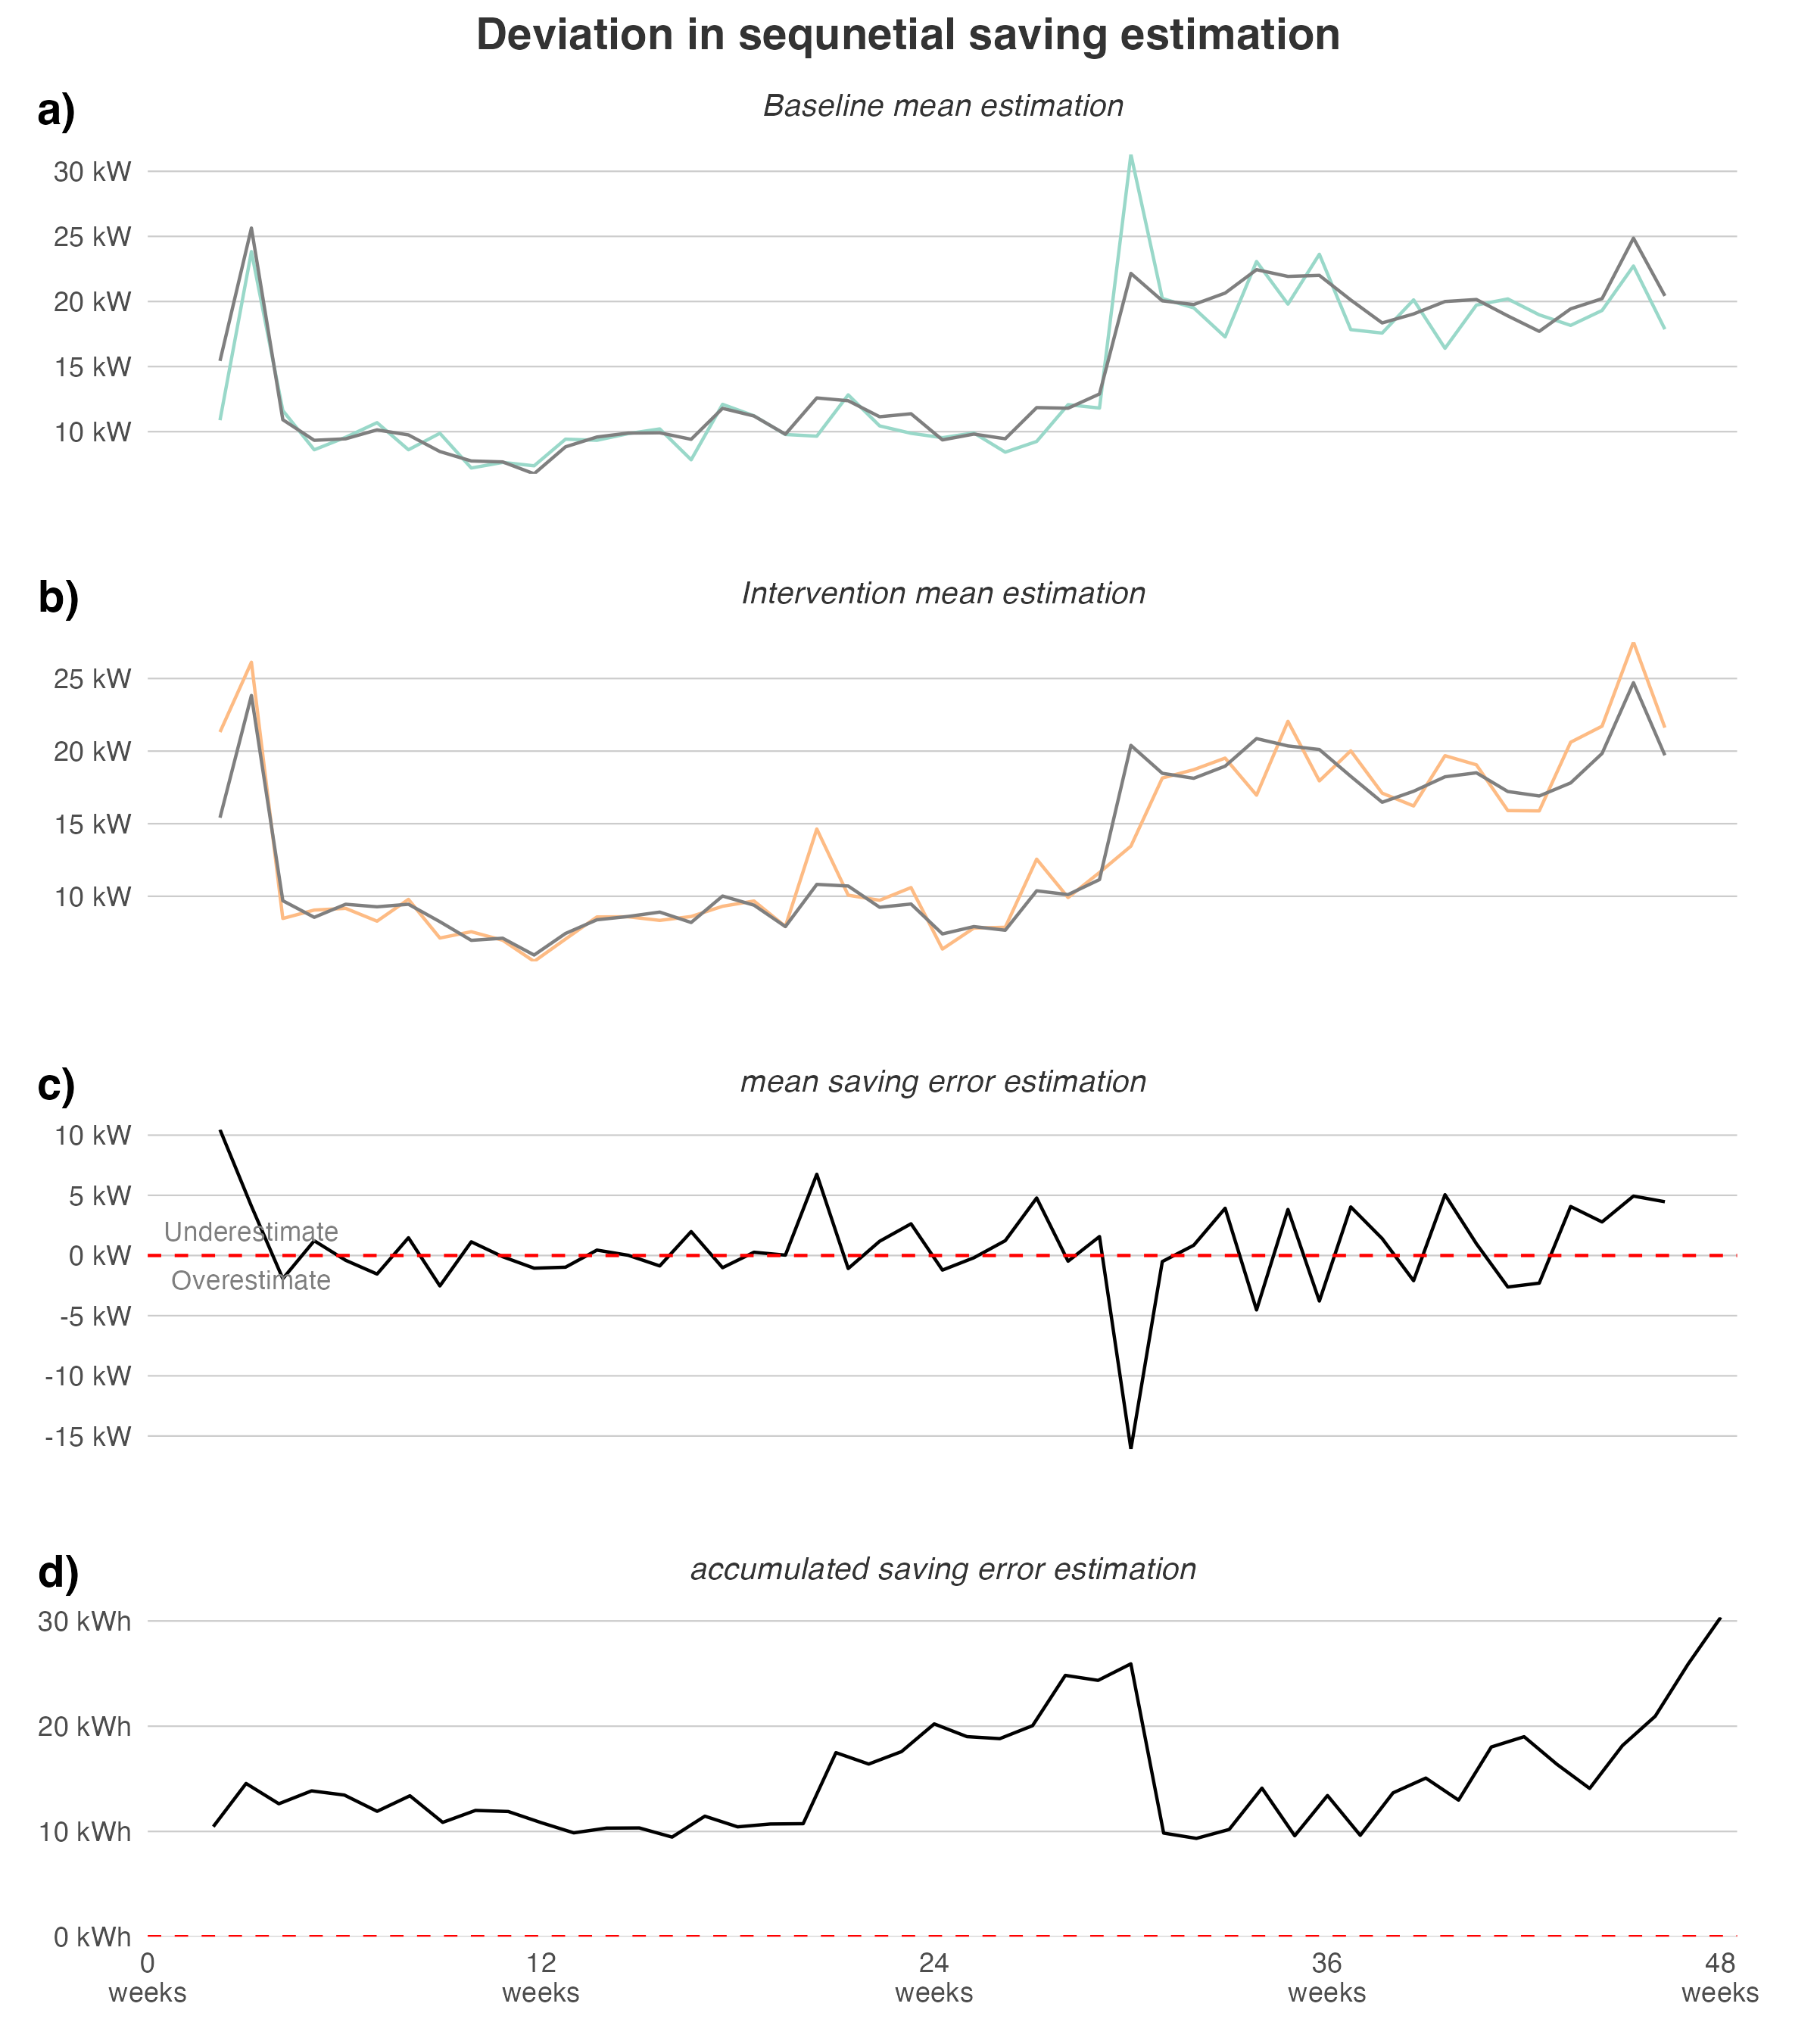 Deviation in sequnetial saving estimation
a)
Baseline mean estimation
30 kW
25 kW
20 kW
15 kW
10 kW
b)
Intervention mean estimation
25 kW
20 kW
15 kW
10 kW
c)
mean saving error estimation
10 kW
5 kW
Underestimate
0 kW
Overestimate
-5 kW
-10 kW
-15 kW
d)
accumulated saving error estimation
30 kWh
20 kWh
10 kWh
0 kWh
0 12 24 36 48
weeks weeks weeks weeks weeks